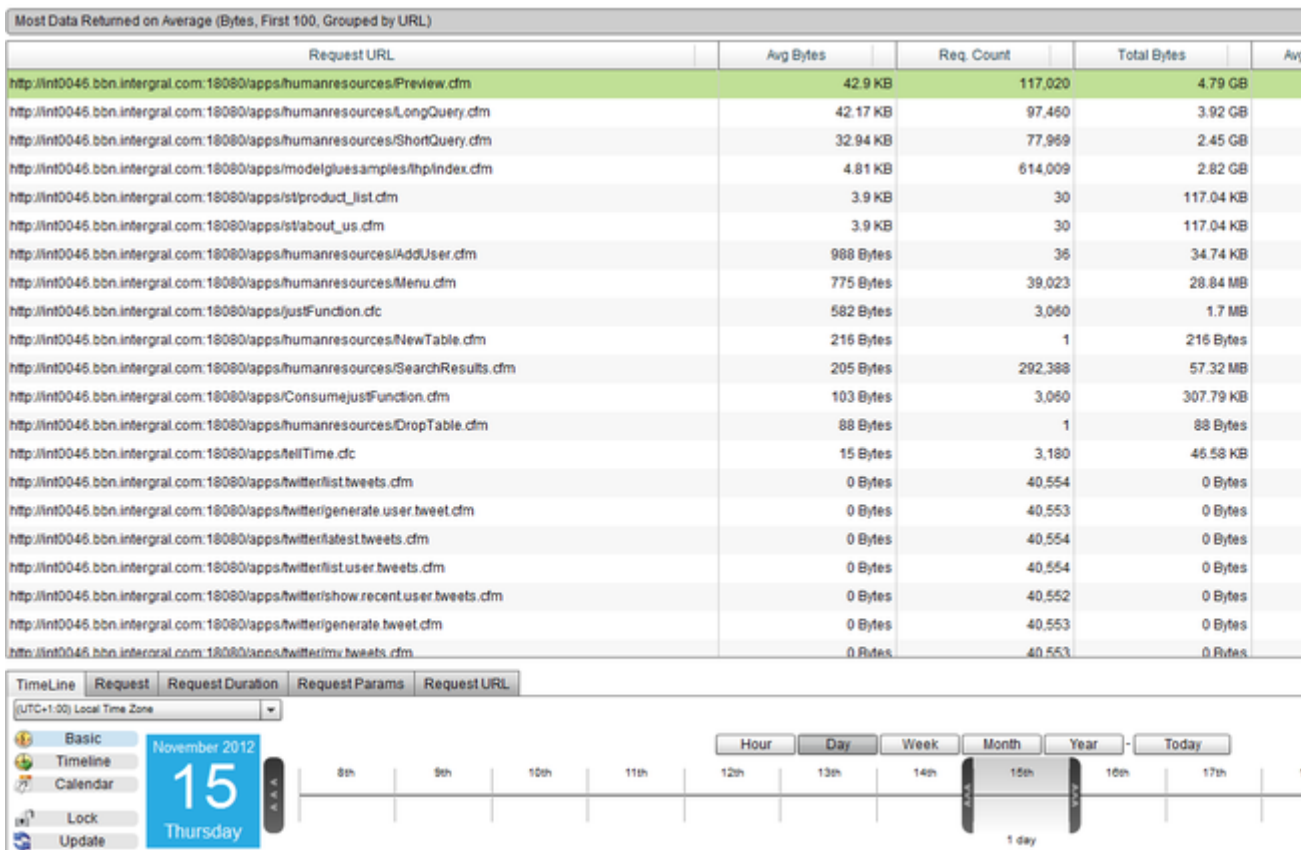 Most Data Returned on Average (Bytes, First 100, Grouped by URL)
Request URL Avg Bytes Req. Count Total Bytes
http://int0046.bbn.intergral.com:18080/apps/humanresources/Preview.cfm 42.9 KB 117,020 4.79 GB
http://int0046.bbn.intergral.com:18080/apps/humanresources/LongQuery.cfm 42.17 KB 97,460 3.92 GB
http://int0046.bbn.intergral.com:18080/apps/humanresources/ShortQuery.cfm 32.94 KB 77,969 2.45 GB
http://int0046.bbn.intergral.com:18080/apps/modelgluesamples/lhp/index.cfm 4.81 KB 614,009 2.82 GB
http://int0046.bbn.intergral.com:18080/apps/st/product_list.cfm 3.9 KB 30 117.04 KB
http://int0046.bbn.intergral.com:18080/apps/st/about_us.cfm 3.9 KB 30 117.04 KB
http://int0046.bbn.intergral.com:18080/apps/humanresources/AddUser.cfm 988 Bytes 36 34.74 KB
http://int0046.bbn.intergral.com:18080/apps/humanresources/Menu.cfm 775 Bytes 39,023 28.84 MB
http://int0046.bbn.intergral.com:18080/apps/justFunction.cfc 582 Bytes 3,060 1.7 MB
http://int0046.bbn.intergral.com:18080/apps/humanresources/NewTable.cfm 216 Bytes 1 216 Bytes
http://int0046.bbn.intergral.com:18080/apps/humanresources/SearchResults.cfm 205 Bytes 292,388 57.32 MB
http://int0046.bbn.intergral.com:18080/apps/ConsumejustFunction.cfm 103 Bytes 3,060 307.79 KB
http://int0046.bbn.intergral.com:18080/apps/humanresources/DropTable.cfm 88 Bytes 1 88 Bytes
http://int0046.bbn.intergral.com:18080/apps/tellTime.cfc 15 Bytes 3,180 46.58 KB
http://int0046.bbn.intergral.com:18080/apps/twitter/list.tweets.cfm 0 Bytes 40,554 0 Bytes
http://int0046.bbn.intergral.com:18080/apps/twitter/generate.user.tweet.cfm 0 Bytes 40,553 0 Bytes
http://int0046.bbn.intergral.com:18080/apps/twitter/latest.tweets.cfm 0 Bytes 40,554 0 Bytes
http://int0046.bbn.intergral.com:18080/apps/twitter/list.user.tweets.cfm 0 Bytes 40,554 0 Bytes
http://int0046.bbn.intergral.com:18080/apps/twitter/show.recent.user.tweets.cfm 0 Bytes 40,552 0 Bytes
http://int0046.bbn.intergral.com:18080/apps/twitter/generate.tweet.cfm 0 Bytes 40,553 0 Bytes
http://int0046.bbn.intergral.com:18080/apps/twitter/my.tweets.cfm 0 Bytes 40,553 0 Bytes
TimeLine Request Request Duration Request Params Request URL
(UTC+1:00) Local Time Zone
Basic
Timeline
Calendar
Lock
Update
November 2012
15
Thursday
Hour Day Week Month Year - Today
8th 9th 10th 11th 12th 13th 14th 15th 16th 17th
1 day